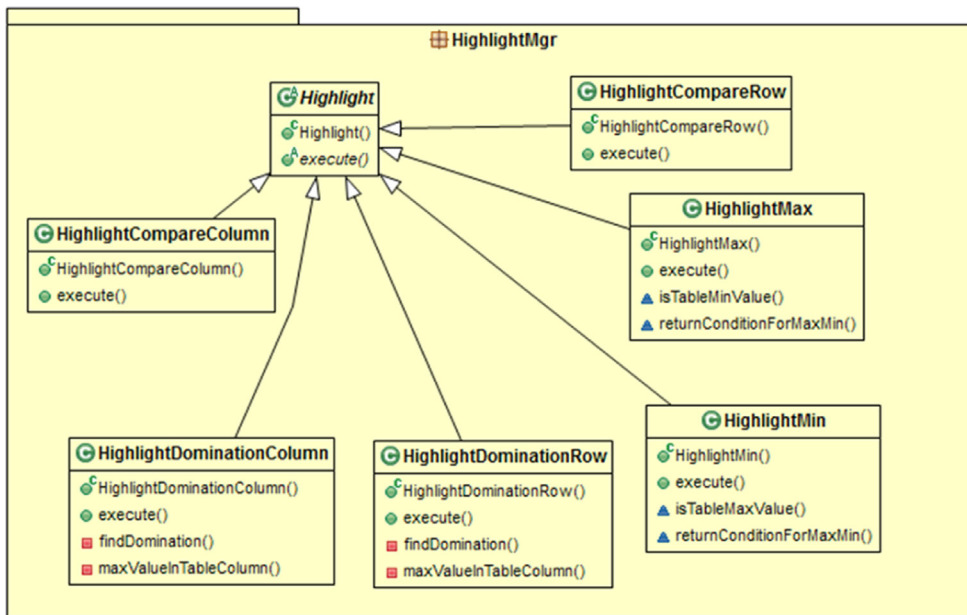 HighlightMgr
Highlight
Highlight()
execute()
HighlightCompareRow
HighlightCompareRow()
execute()
HighlightMax
HighlightMax()
execute()
isTableMinValue()
returnConditionForMaxMin()
HighlightCompareColumn
HighlightCompareColumn()
execute()
HighlightMin
HighlightMin()
execute()
isTableMaxValue()
returnConditionForMaxMin()
HighlightDominationColumn
HighlightDominationColumn()
execute()
findDomination()
maxValueInTableColumn()
HighlightDominationRow
HighlightDominationRow()
execute()
findDomination()
maxValueInTableColumn()